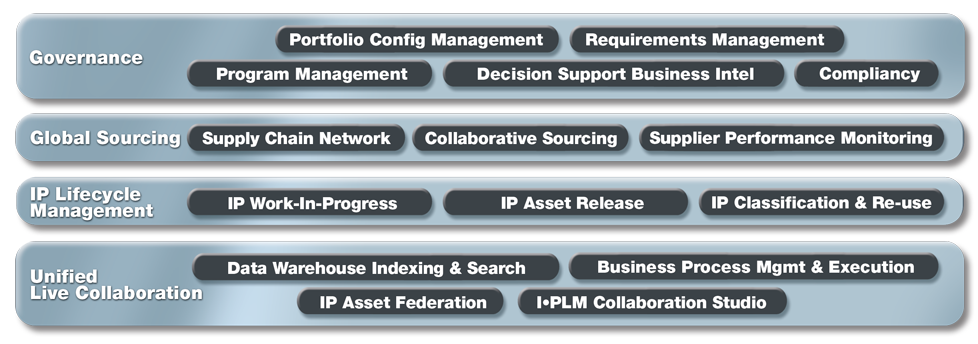 Governance
Portfolio Config Management
Requirements Management
Program Management
Decision Support Business Intel
Compliancy
Global Sourcing
Supply Chain Network
Collaborative Sourcing
Supplier Performance Monitoring
IP Lifecycle
Management
IP Work-In-Progress
IP Asset Release
IP Classification & Re-use
Unified
Live Collaboration
Data Warehouse Indexing & Search
Business Process Mgmt & Execution
IP Asset Federation
I•PLM Collaboration Studio